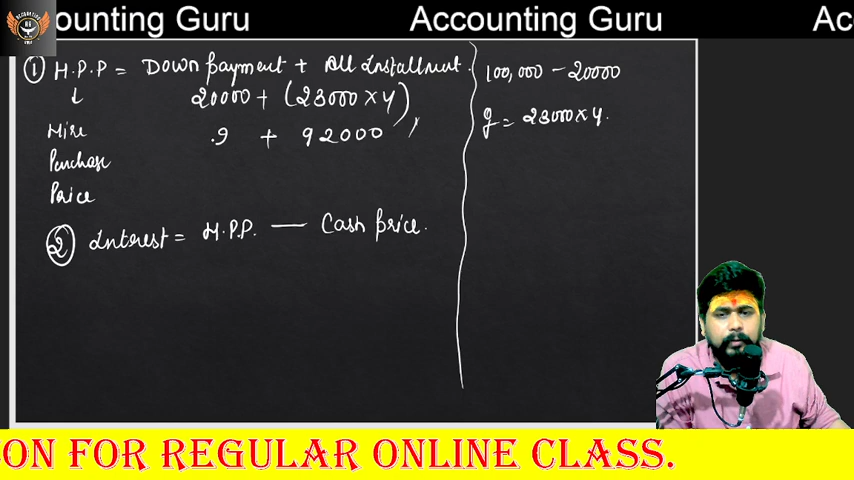 ounting Guru Accounting Guru Ac
① H.P.P = Down payment + All Installment.
↓ 20000 + (23000 × 4)
Hire .9 + 92000
Purchase
Price
② Interest = H.P.P. — Cash price.
100,000 - 20000
g = 23000 × 4.
ON FOR REGULAR ONLINE CLASS.